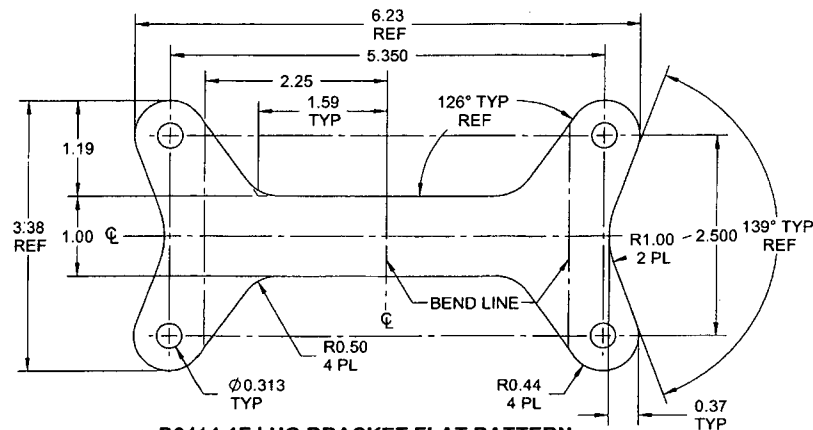 6.23
REF
5.350
2.25
1.59
TYP
126° TYP
REF
1.19
3.38
REF
1.00
℄
R1.00
2 PL
2.500
139° TYP
REF
BEND LINE
℄
R0.50
4 PL
Ø0.313
TYP
R0.44
4 PL
0.37
TYP